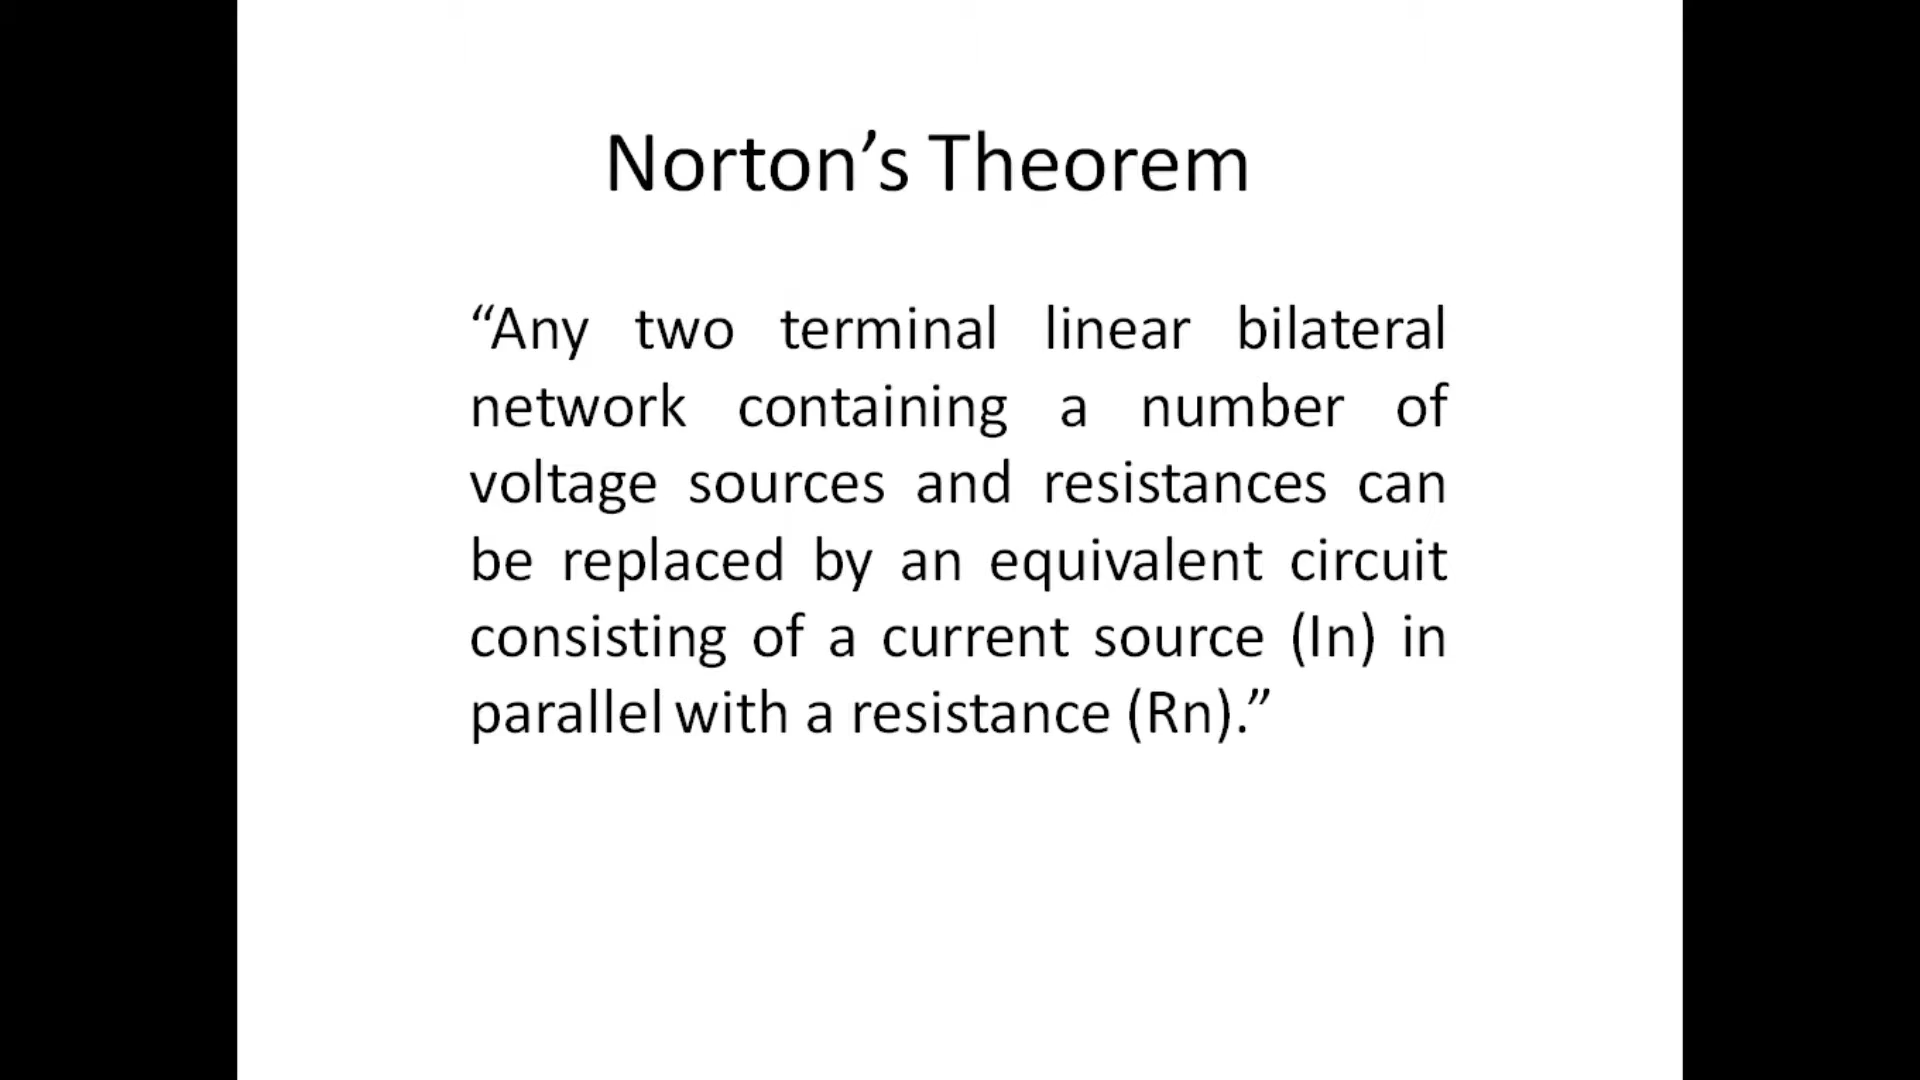 Norton’s Theorem
“Any two terminal linear bilateral
network containing a number of
voltage sources and resistances can
be replaced by an equivalent circuit
consisting of a current source (In) in
parallel with a resistance (Rn).”